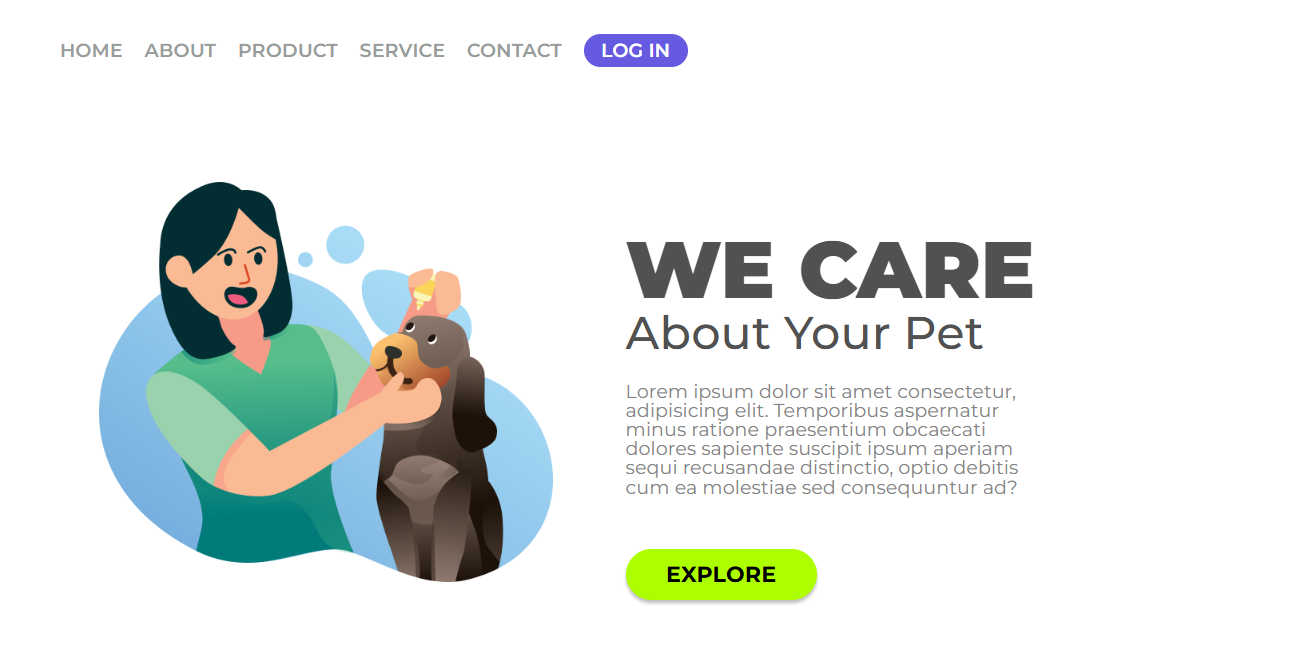 HOME ABOUT PRODUCT SERVICE CONTACT LOG IN
WE CARE
About Your Pet
Lorem ipsum dolor sit amet consectetur,
adipisicing elit. Temporibus aspernatur
minus ratione praesentium obcaecati
dolores sapiente suscipit ipsum aperiam
sequi recusandae distinctio, optio debitis
cum ea molestiae sed consequuntur ad?
EXPLORE